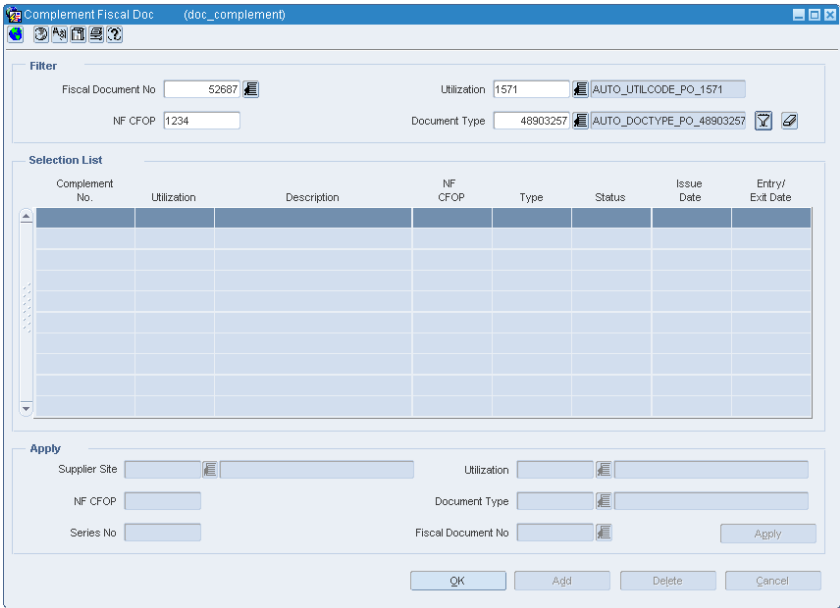 Complement Fiscal Doc (doc_complement)
Filter
Fiscal Document No 52687 Utilization 1571 AUTO_UTILCODE_PO_1571
NF CFOP 1234 Document Type 48903257 AUTO_DOCTYPE_PO_48903257
Selection List
Complement No. Utilization Description NF CFOP Type Status Issue Date Entry/ Exit Date
Apply
Supplier Site Utilization
NF CFOP Document Type
Series No Fiscal Document No Apply
OK Add Delete Cancel